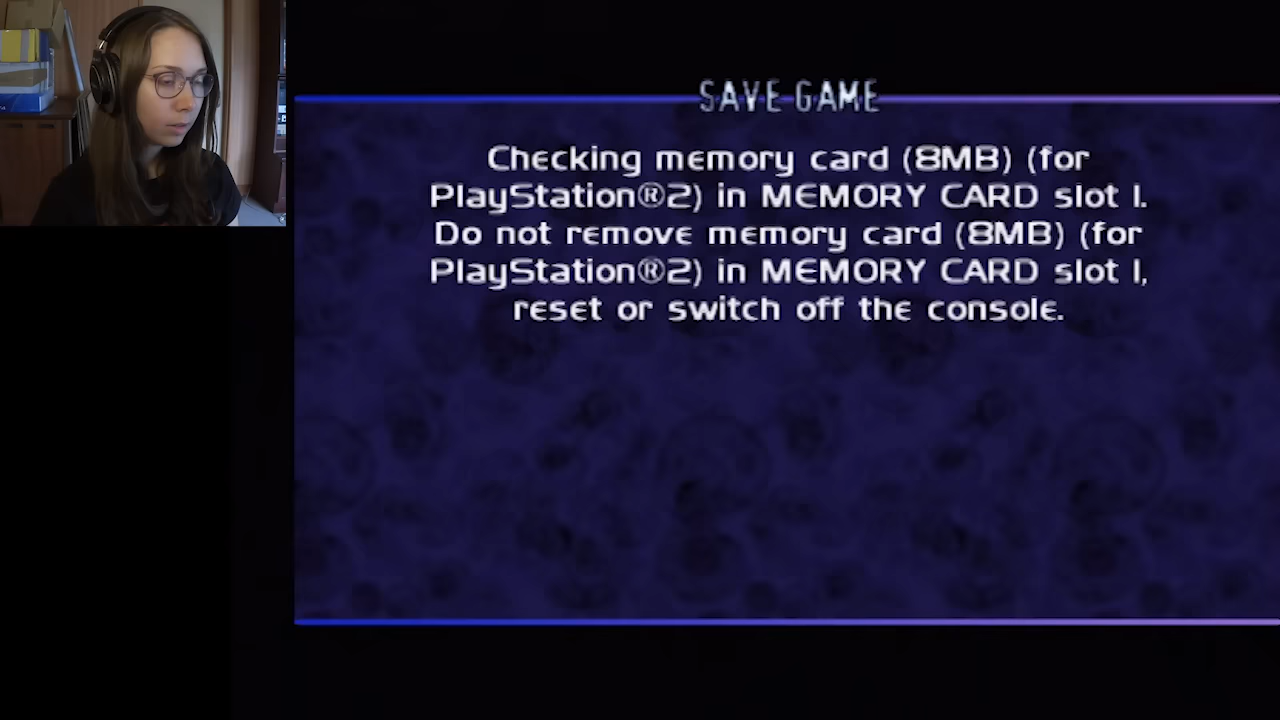 SAVE GAME
Checking memory card (8MB) (for
PlayStation®2) in MEMORY CARD slot 1.
Do not remove memory card (8MB) (for
PlayStation®2) in MEMORY CARD slot 1,
reset or switch off the console.